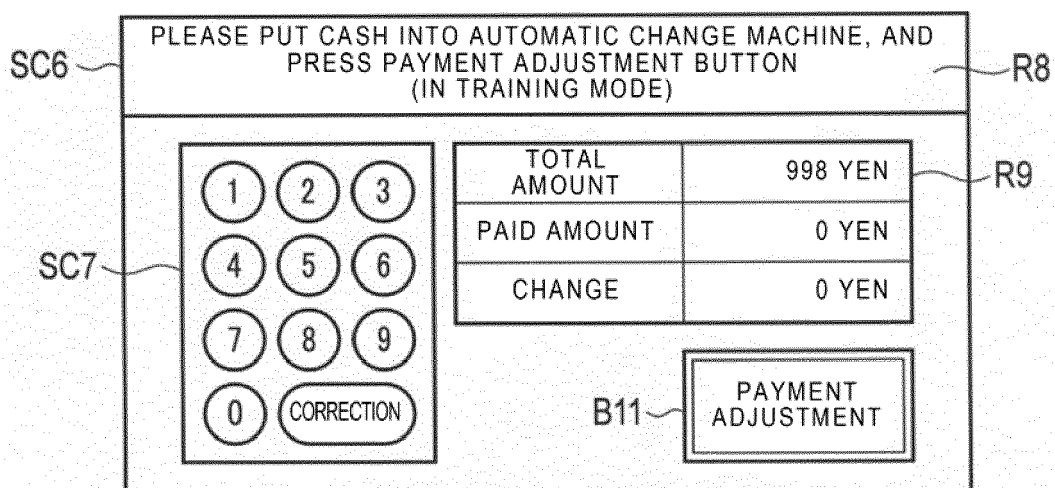 PLEASE PUT CASH INTO AUTOMATIC CHANGE MACHINE, AND
PRESS PAYMENT ADJUSTMENT BUTTON
(IN TRAINING MODE)
SC6
R8
1 2 3
4 5 6
7 8 9
0 CORRECTION
SC7
TOTAL
AMOUNT
998 YEN
R9
PAID AMOUNT
0 YEN
CHANGE
0 YEN
B11
PAYMENT
ADJUSTMENT